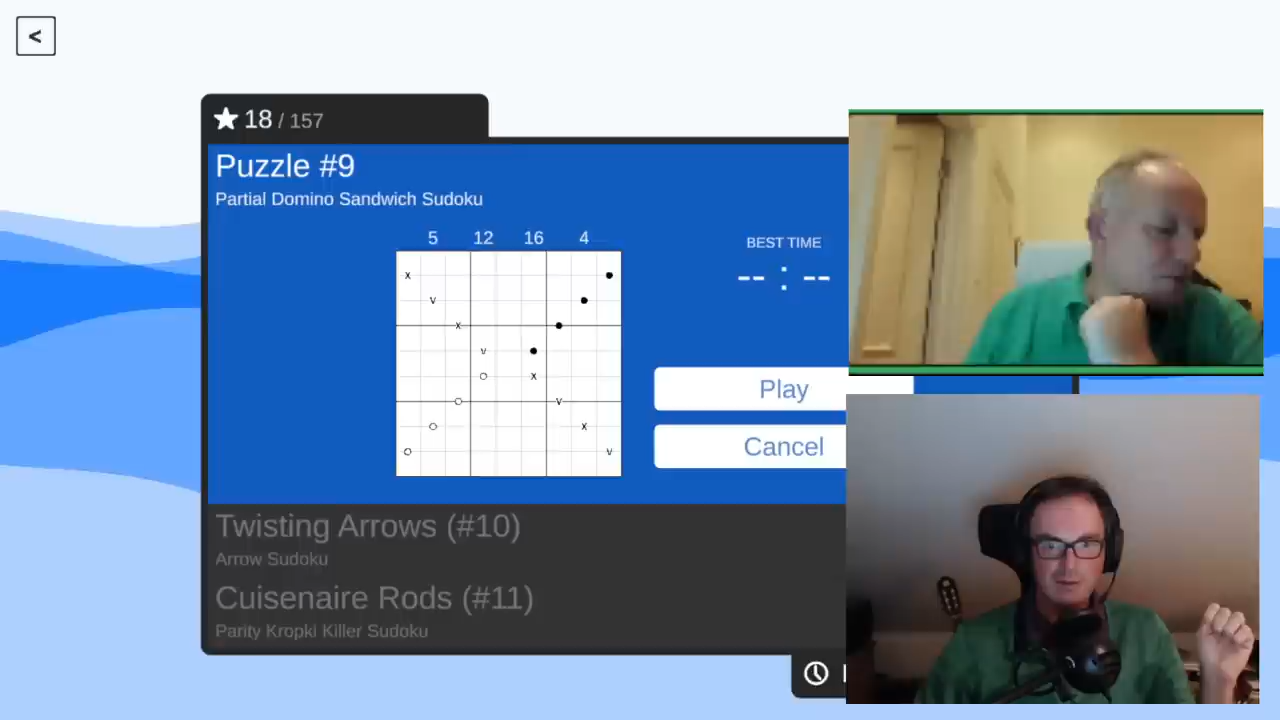 <
18 / 157
Puzzle #9
Partial Domino Sandwich Sudoku
5 12 16 4
BEST TIME
-- : --
x
v
x
v
x
v
x
v
Play
Cancel
Twisting Arrows (#10)
Arrow Sudoku
Cuisenaire Rods (#11)
Parity Kropki Killer Sudoku